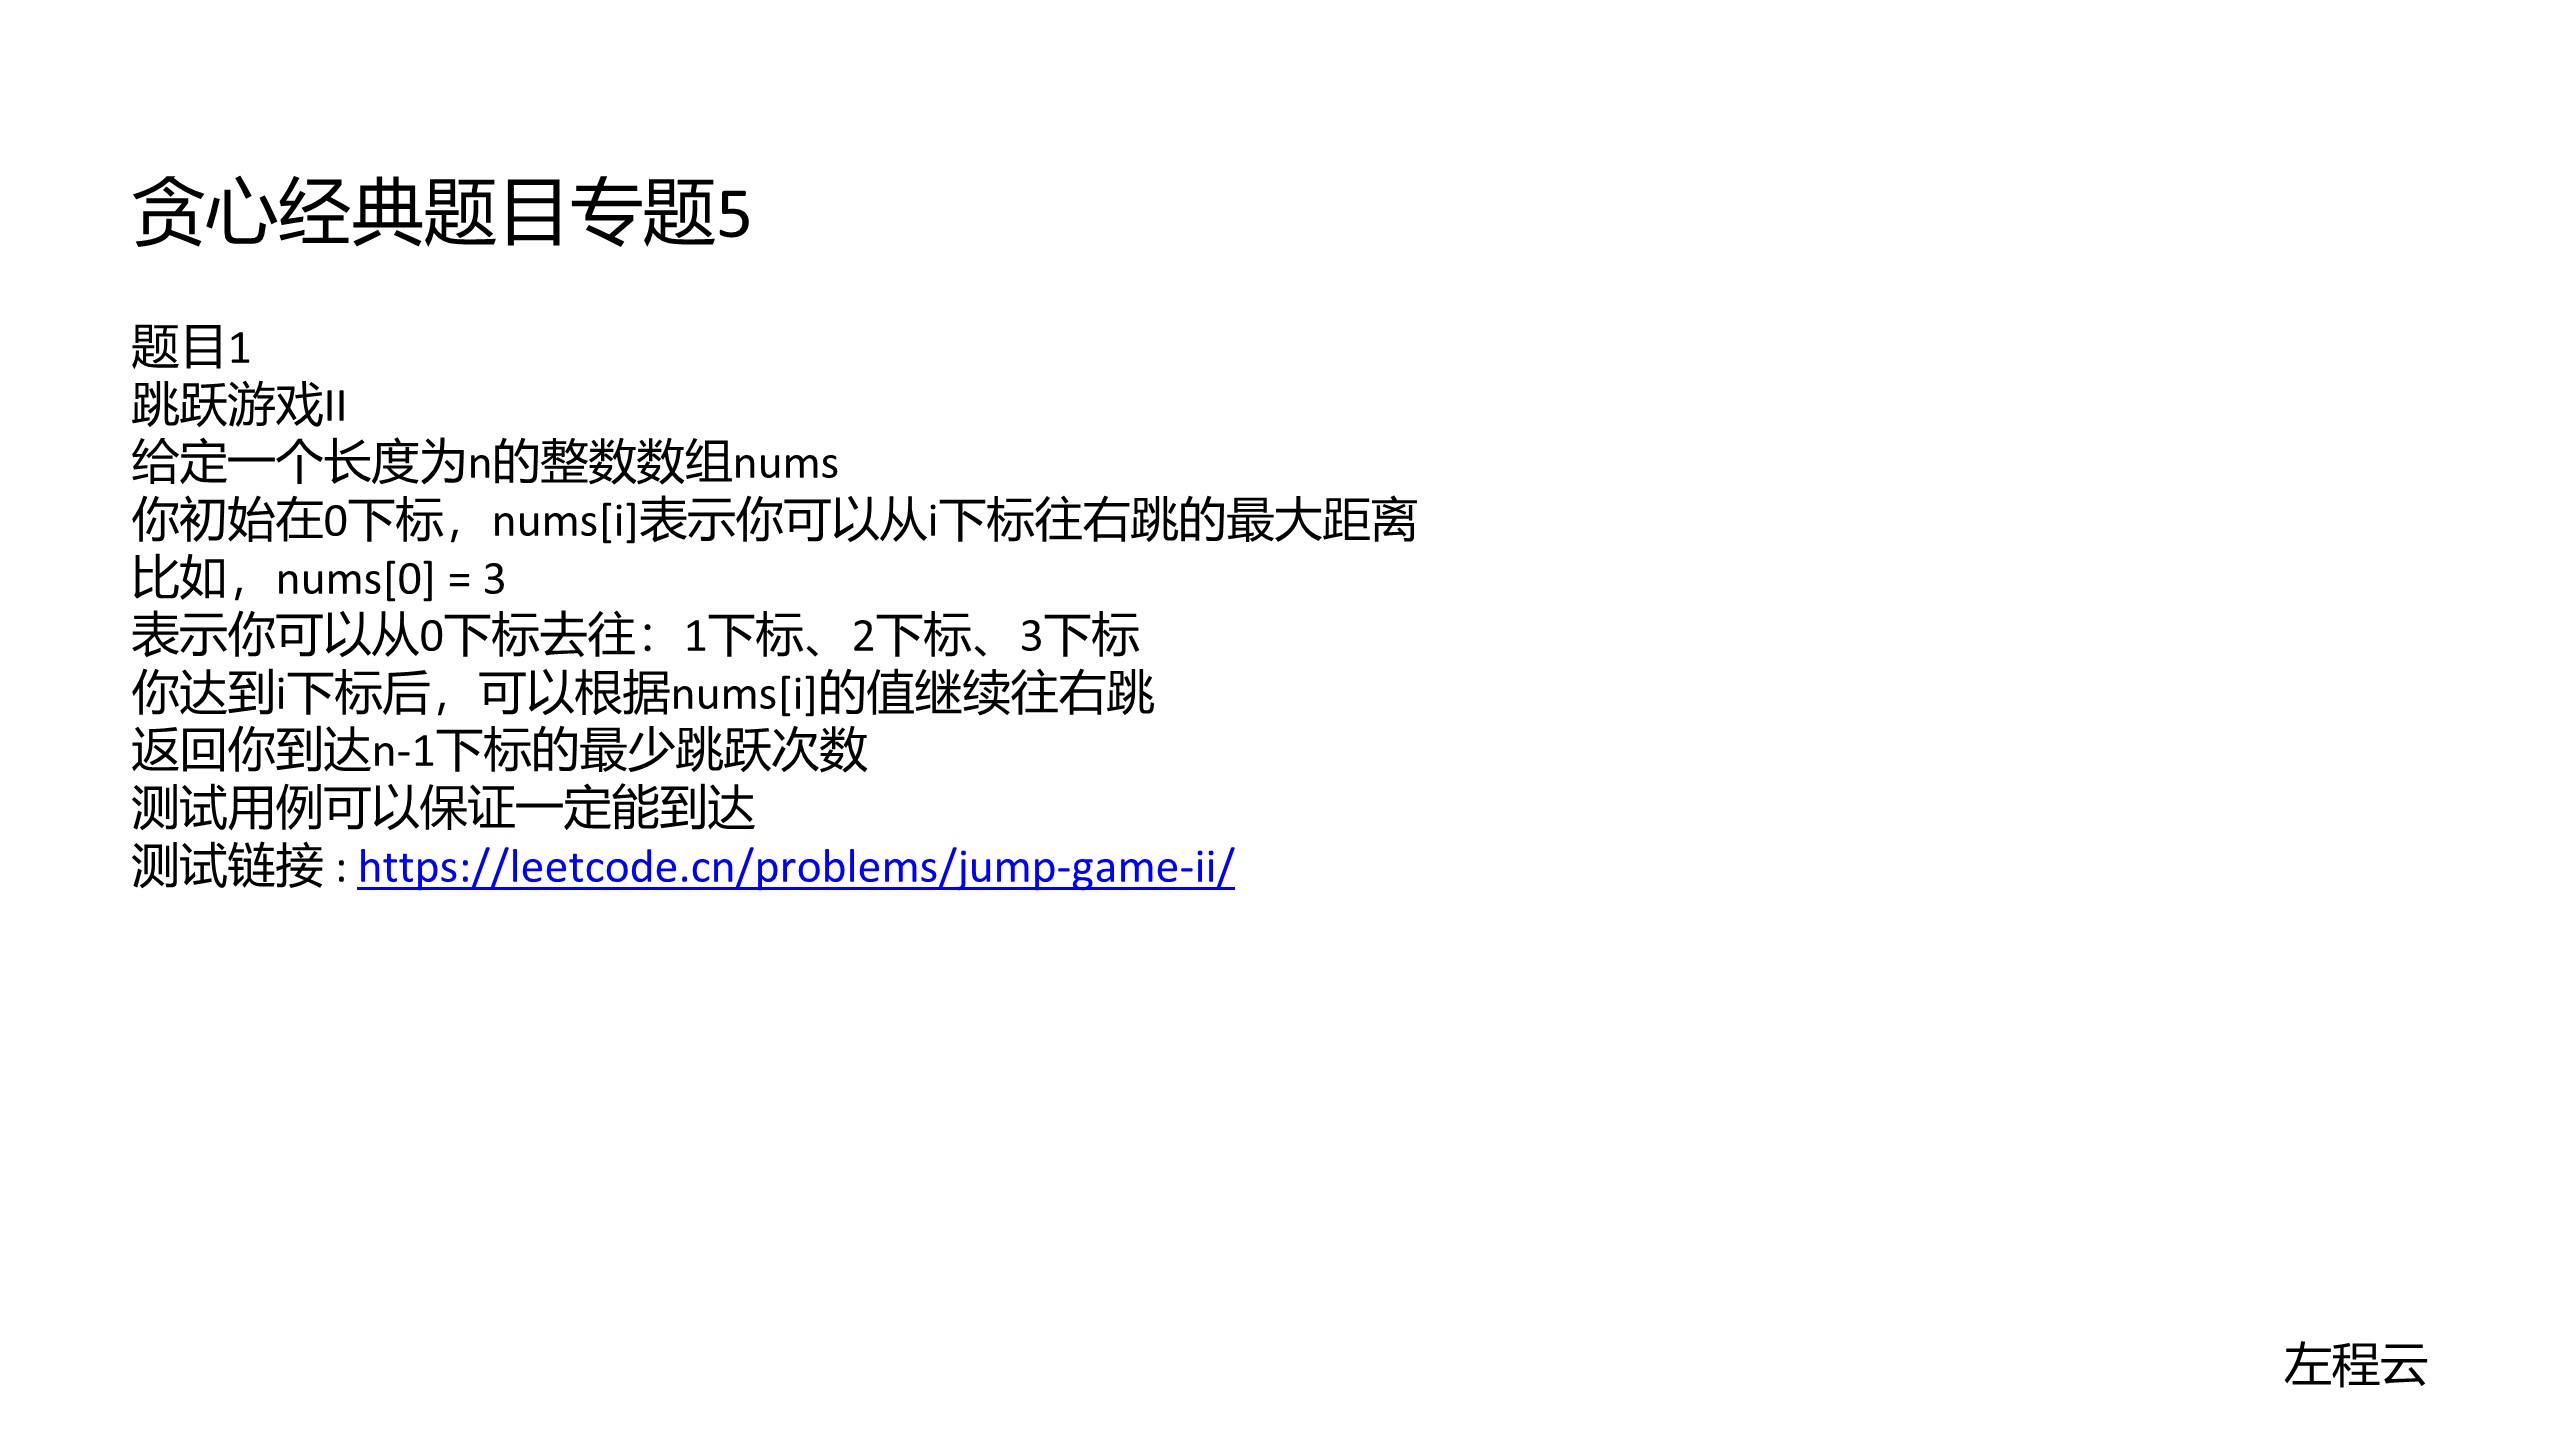 贪心经典题目专题5
题目1
跳跃游戏II
给定一个长度为n的整数数组nums
你初始在0下标，nums[i]表示你可以从i下标往右跳的最大距离
比如，nums[0] = 3
表示你可以从0下标去往：1下标、2下标、3下标
你达到i下标后，可以根据nums[i]的值继续往右跳
返回你到达n-1下标的最少跳跃次数
测试用例可以保证一定能到达
测试链接 : https://leetcode.cn/problems/jump-game-ii/
左程云